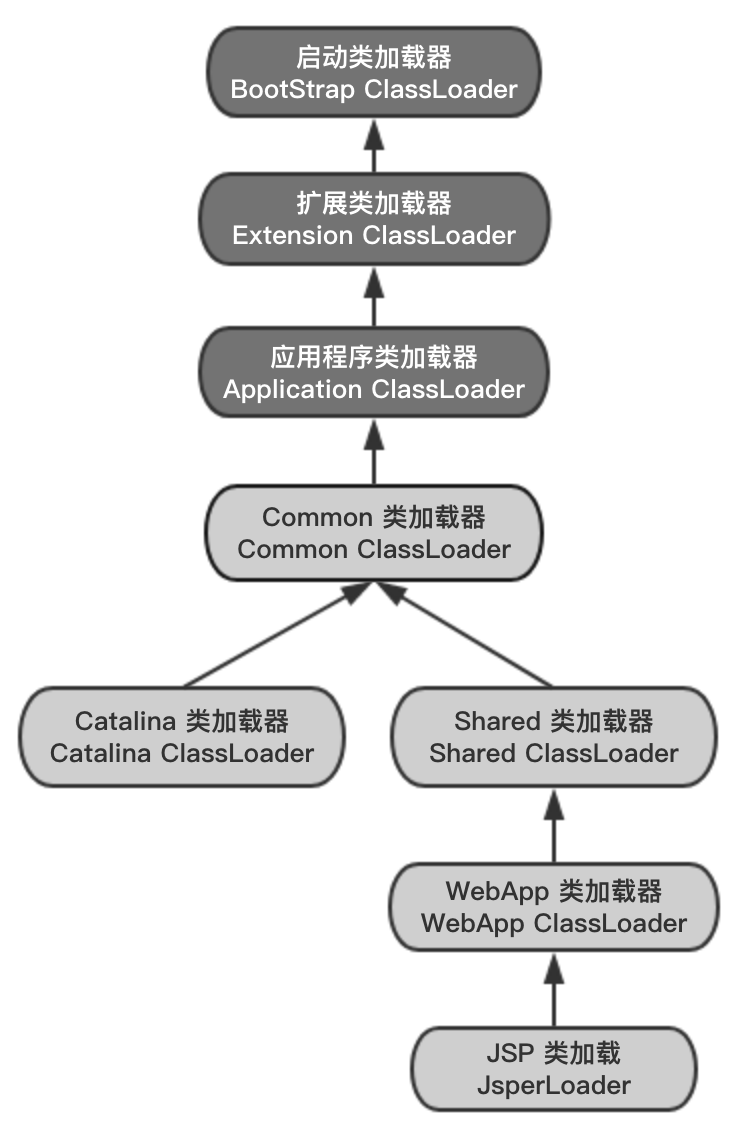 启动类加载器
BootStrap ClassLoader
扩展类加载器
Extension ClassLoader
应用程序类加载器
Application ClassLoader
Common 类加载器
Common ClassLoader
Catalina 类加载器
Catalina ClassLoader
Shared 类加载器
Shared ClassLoader
WebApp 类加载器
WebApp ClassLoader
JSP 类加载
JsperLoader